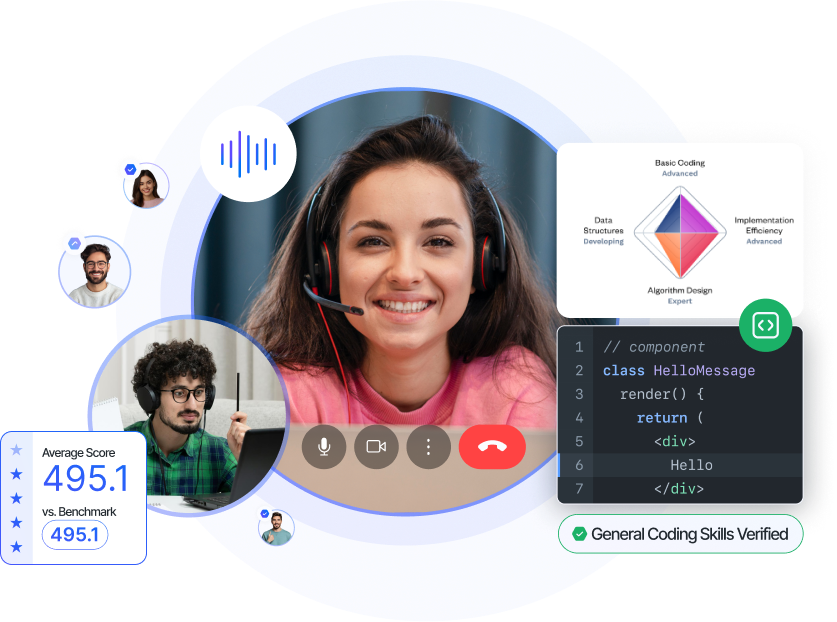 Basic Coding
Advanced
Data
Structures
Developing
Implementation
Efficiency
Advanced
Algorithm Design
Expert
1 // component
2 class HelloMessage
3 render() {
4 return (
5 <div>
6 Hello
7 </div>
General Coding Skills Verified
Average Score
495.1
vs. Benchmark
495.1